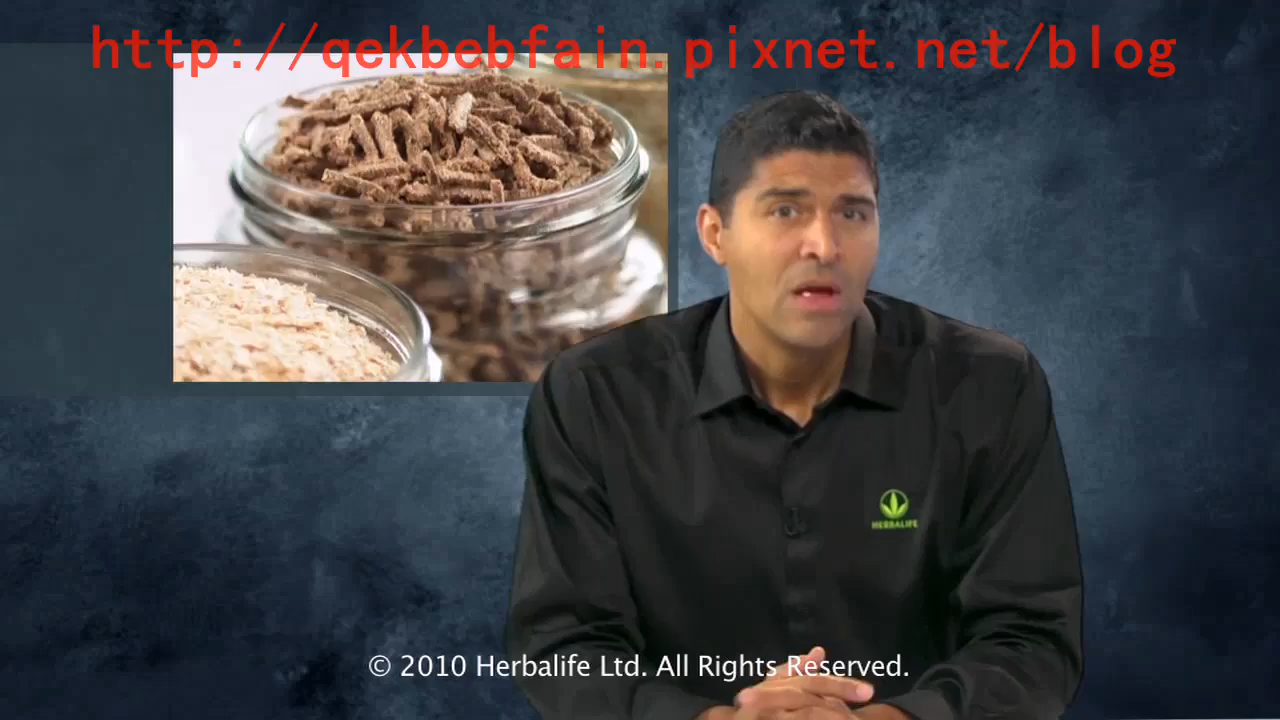 http://qekbebfain.pixnet.net/blog
HERBALIFE
© 2010 Herbalife Ltd. All Rights Reserved.